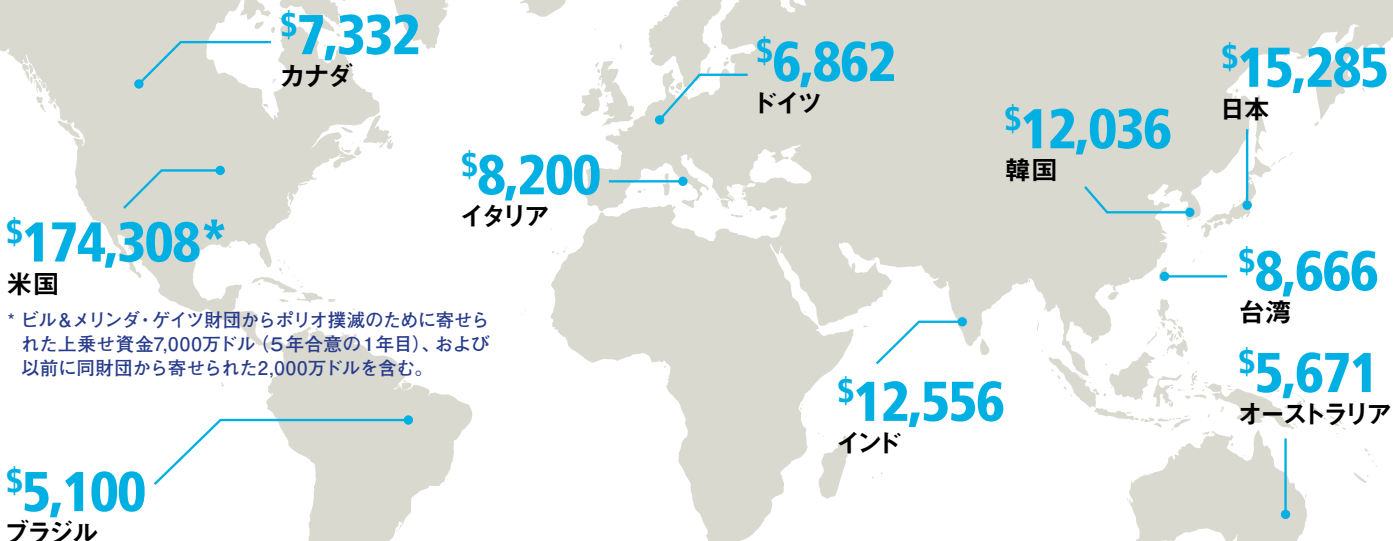 $7,332
カナダ
$6,862
ドイツ
$15,285
日本
$12,036
韓国
$8,200
イタリア
$174,308*
米国
* ビル&メリンダ・ゲイツ財団からポリオ撲滅のために寄せら
れた上乗せ資金7,000万ドル（5年合意の1年目）、および
以前に同財団から寄せられた2,000万ドルを含む。
$8,666
台湾
$5,671
オーストラリア
$12,556
インド
$5,100
ブラジル